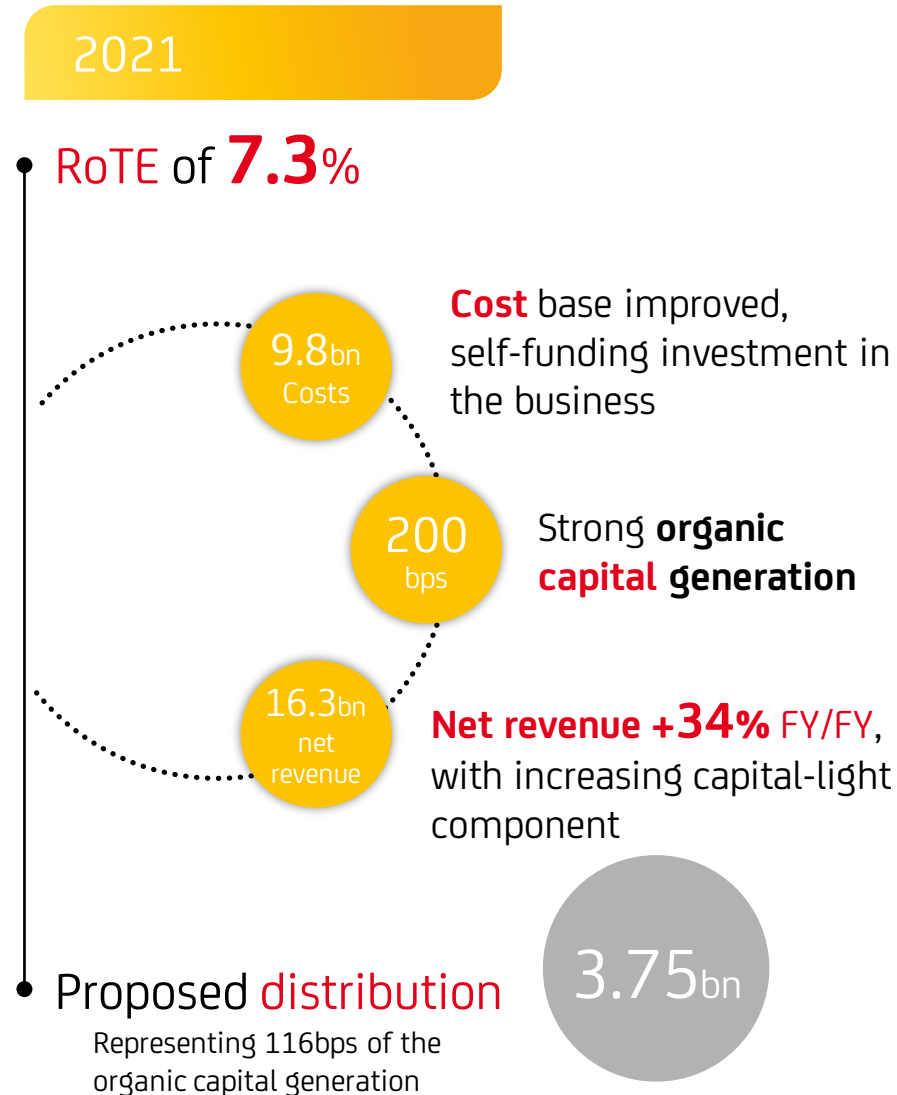 2021
RoTE of 7.3%
9.8bn
Costs
Cost base improved,
self-funding investment in
the business
200
bps
Strong organic
capital generation
16.3bn
net
revenue
Net revenue +34% FY/FY,
with increasing capital-light
component
Proposed distribution
3.75bn
Representing 116bps of the
organic capital generation